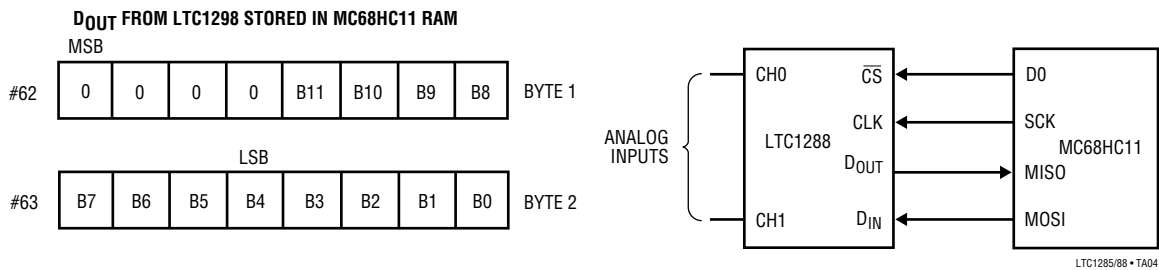 DOUT FROM LTC1298 STORED IN MC68HC11 RAM
MSB
#62 0 0 0 0 B11 B10 B9 B8 BYTE 1
LSB
#63 B7 B6 B5 B4 B3 B2 B1 B0 BYTE 2
ANALOG
INPUTS
CH0
CH1
LTC1288
CS
CLK
DOUT
DIN
D0
SCK
MC68HC11
MISO
MOSI
LTC1285/88 • TA04